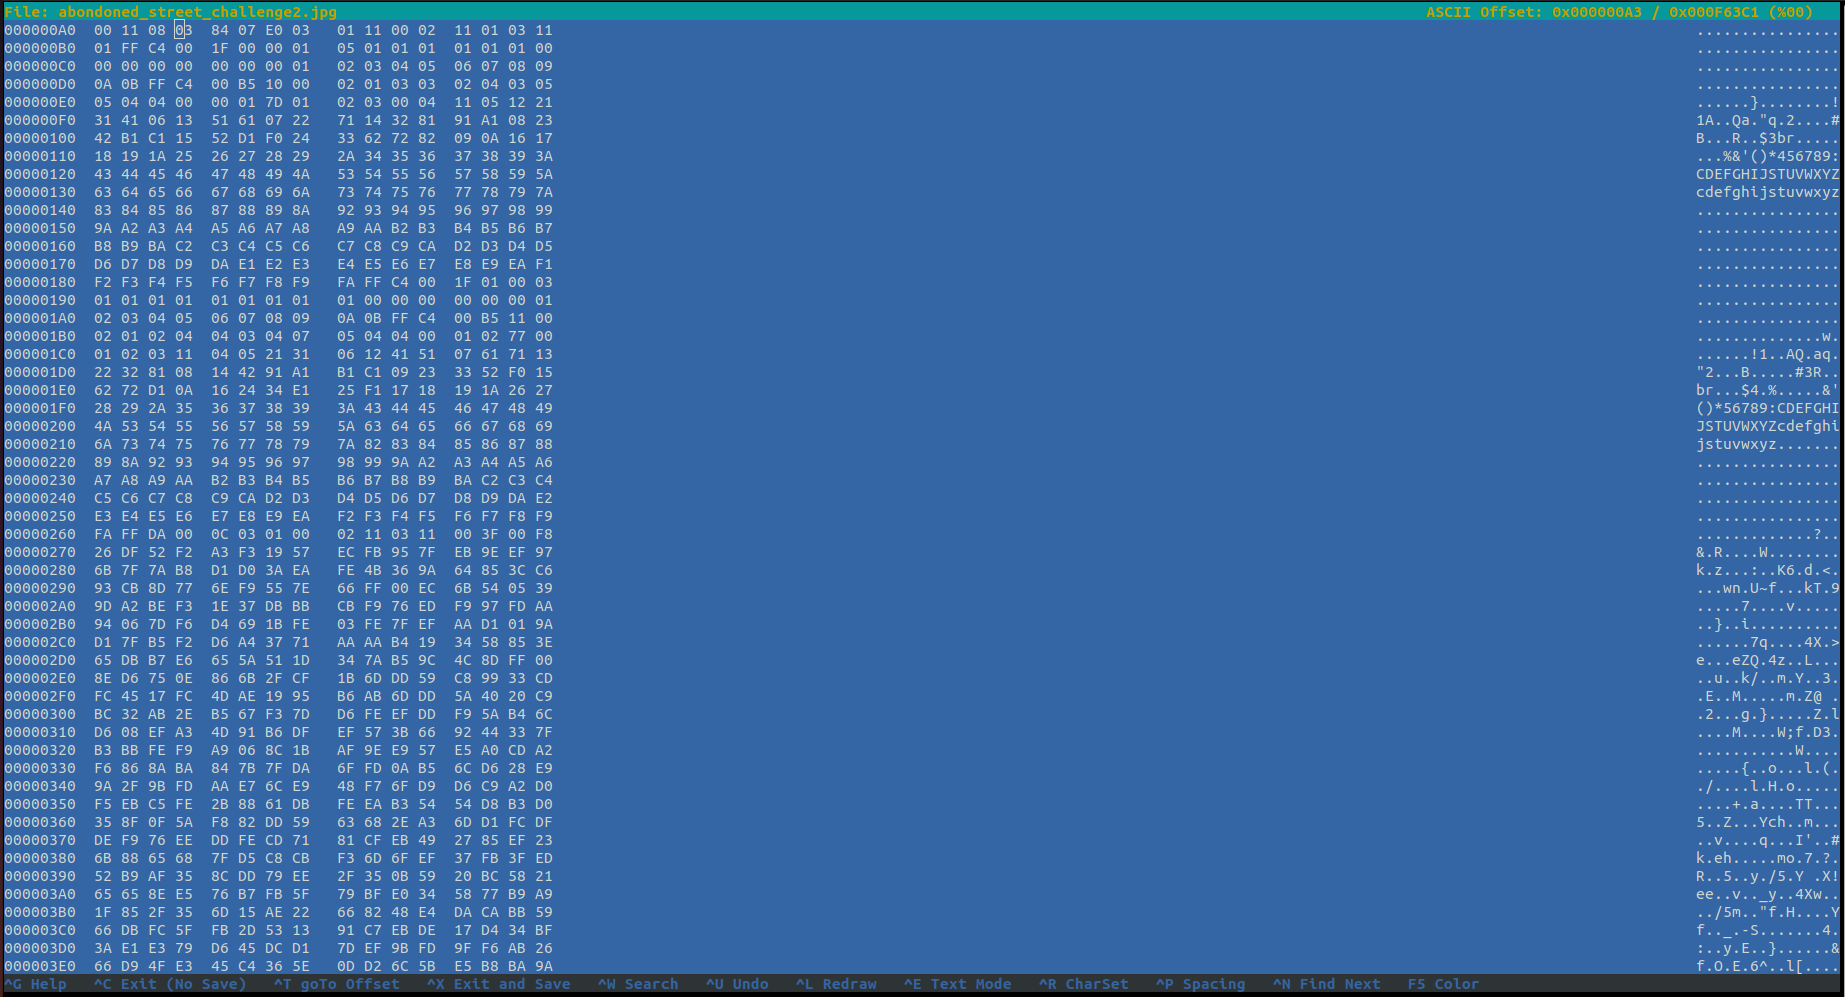 File: abondoned_street_challenge2.jpg ASCII Offset: 0x000000A3 / 0x000F63C1 (%00)
000000A0 00 11 08 03 84 07 E0 03 01 11 00 02 11 01 03 11 ................
000000B0 01 FF C4 00 1F 00 00 01 05 01 01 01 01 01 01 00 ................
000000C0 00 00 00 00 00 00 00 01 02 03 04 05 06 07 08 09 ................
000000D0 0A 0B FF C4 00 B5 10 00 02 01 03 03 02 04 03 05 ................
000000E0 05 04 04 00 00 01 7D 01 02 03 00 04 11 05 12 21 ......}........!
000000F0 31 41 06 13 51 61 07 22 71 14 32 81 91 A1 08 23 1A..Qa."q.2....#
00000100 42 B1 C1 15 52 D1 F0 24 33 62 72 82 09 0A 16 17 B...R..$3br.....
00000110 18 19 1A 25 26 27 28 29 2A 34 35 36 37 38 39 3A ...%&'()*456789:
00000120 43 44 45 46 47 48 49 4A 53 54 55 56 57 58 59 5A CDEFGHIJSTUVWXYZ
00000130 63 64 65 66 67 68 69 6A 73 74 75 76 77 78 79 7A cdefghijstuvwxyz
00000140 83 84 85 86 87 88 89 8A 92 93 94 95 96 97 98 99 ................
00000150 9A A2 A3 A4 A5 A6 A7 A8 A9 AA B2 B3 B4 B5 B6 B7 ................
00000160 B8 B9 BA C2 C3 C4 C5 C6 C7 C8 C9 CA D2 D3 D4 D5 ................
00000170 D6 D7 D8 D9 DA E1 E2 E3 E4 E5 E6 E7 E8 E9 EA F1 ................
00000180 F2 F3 F4 F5 F6 F7 F8 F9 FA FF C4 00 1F 01 00 03 ................
00000190 01 01 01 01 01 01 01 01 01 00 00 00 00 00 00 01 ................
000001A0 02 03 04 05 06 07 08 09 0A 0B FF C4 00 B5 11 00 ................
000001B0 02 01 02 04 04 03 04 07 05 04 04 00 01 02 77 00 ..............w.
000001C0 01 02 03 11 04 05 21 31 06 12 41 51 07 61 71 13 ......!1..AQ.aq.
000001D0 22 32 81 08 14 42 91 A1 B1 C1 09 23 33 52 F0 15 "2...B.....#3R..
000001E0 62 72 D1 0A 16 24 34 E1 25 F1 17 18 19 1A 26 27 br...$4.%.....&'
000001F0 28 29 2A 35 36 37 38 39 3A 43 44 45 46 47 48 49 ()*56789:CDEFGHI
00000200 4A 53 54 55 56 57 58 59 5A 63 64 65 66 67 68 69 JSTUVWXYZcdefghi
00000210 6A 73 74 75 76 77 78 79 7A 82 83 84 85 86 87 88 jstuvwxyz.......
00000220 89 8A 92 93 94 95 96 97 98 99 9A A2 A3 A4 A5 A6 ................
00000230 A7 A8 A9 AA B2 B3 B4 B5 B6 B7 B8 B9 BA C2 C3 C4 ................
00000240 C5 C6 C7 C8 C9 CA D2 D3 D4 D5 D6 D7 D8 D9 DA E2 ................
00000250 E3 E4 E5 E6 E7 E8 E9 EA F2 F3 F4 F5 F6 F7 F8 F9 ................
00000260 FA FF DA 00 0C 03 01 00 02 11 03 11 00 3F 00 F8 .............?..
00000270 26 DF 52 F2 A3 F3 19 57 EC FB 95 7F EB 9E EF 97 &.R....W........
00000280 6B 7F 7A B8 D1 D0 3A EA FE 4B 36 9A 64 85 3C C6 k.z...:..K6.d.<.
00000290 93 CB 8D 77 6E F9 55 7E 66 FF 00 EC 6B 54 05 39 ...wn.U~f...kT.9
000002A0 9D A2 BE F3 1E 37 DB BB CB F9 76 ED F9 97 FD AA .....7....v.....
000002B0 94 06 7D F6 D4 69 1B FE 03 FE 7F EF AA D1 01 9A ..}..i..........
000002C0 D1 7F B5 F2 D6 A4 37 71 AA AA B4 19 34 58 85 3E ......7q....4X.>
000002D0 65 DB B7 E6 65 5A 51 1D 34 7A B5 9C 4C 8D FF 00 e...eZQ.4z..L...
000002E0 8E D6 75 0E 86 6B 2F CF 1B 6D DD 59 C8 99 33 CD ..u..k/..m.Y..3.
000002F0 FC 45 17 FC 4D AE 19 95 B6 AB 6D DD 5A 40 20 C9 .E..M.....m.Z@ .
00000300 BC 32 AB 2E B5 67 F3 7D D6 FE EF DD F9 5A B4 6C .2...g.}.....Z.l
00000310 D6 08 EF A3 4D 91 B6 DF EF 57 3B 66 92 44 33 7F ....M....W;f.D3.
00000320 B3 BB FE F9 A9 06 8C 1B AF 9E E9 57 E5 A0 CD A2 ...........W....
00000330 F6 86 8A BA 84 7B 7F DA 6F FD 0A B5 6C D6 28 E9 .....{..o...l.(.
00000340 9A 2F 9B FD AA E7 6C E9 48 F7 6F D9 D6 C9 A2 D0 ./....l.H.o.....
00000350 F5 EB C5 FE 2B 88 61 DB FE EA B3 54 54 D8 B3 D0 ....+.a....TT...
00000360 35 8F 0F 5A F8 82 DD 59 63 68 2E A3 6D D1 FC DF 5..Z...Ych..m...
00000370 DE F9 76 EE DD FE CD 71 81 CF EB 49 27 85 EF 23 ..v....q...I'..#
00000380 6B 88 65 68 7F D5 C8 CB F3 6D 6F EF 37 FB 3F ED k.eh.....mo.7.?.
00000390 52 B9 AF 35 8C DD 79 EE 2F 35 0B 59 20 BC 58 21 R..5..y./5.Y .X!
000003A0 65 65 8E E5 76 B7 FB 5F 79 BF E0 34 58 77 B9 A9 ee..v.._y..4Xw..
000003B0 1F 85 2F 35 6D 15 AE 22 66 82 48 E4 DA CA BB 59 ../5m.."f.H....Y
000003C0 66 DB FC 5F FB 2D 53 13 91 C7 EB DE 17 D4 34 BF f.._.-S.......4.
000003D0 3A E1 E3 79 D6 45 DC D1 7D EF 9B FD 9F F6 AB 26 :..y.E..}......&
000003E0 66 D9 4F E3 45 C4 36 5E 0D D2 6C 5B E5 B8 BA 9A f.O.E.6^..l[....
^G Help ^C Exit (No Save) ^T goTo Offset ^X Exit and Save ^W Search ^U Undo ^L Redraw ^E Text Mode ^R CharSet ^P Spacing ^N Find Next F5 Color